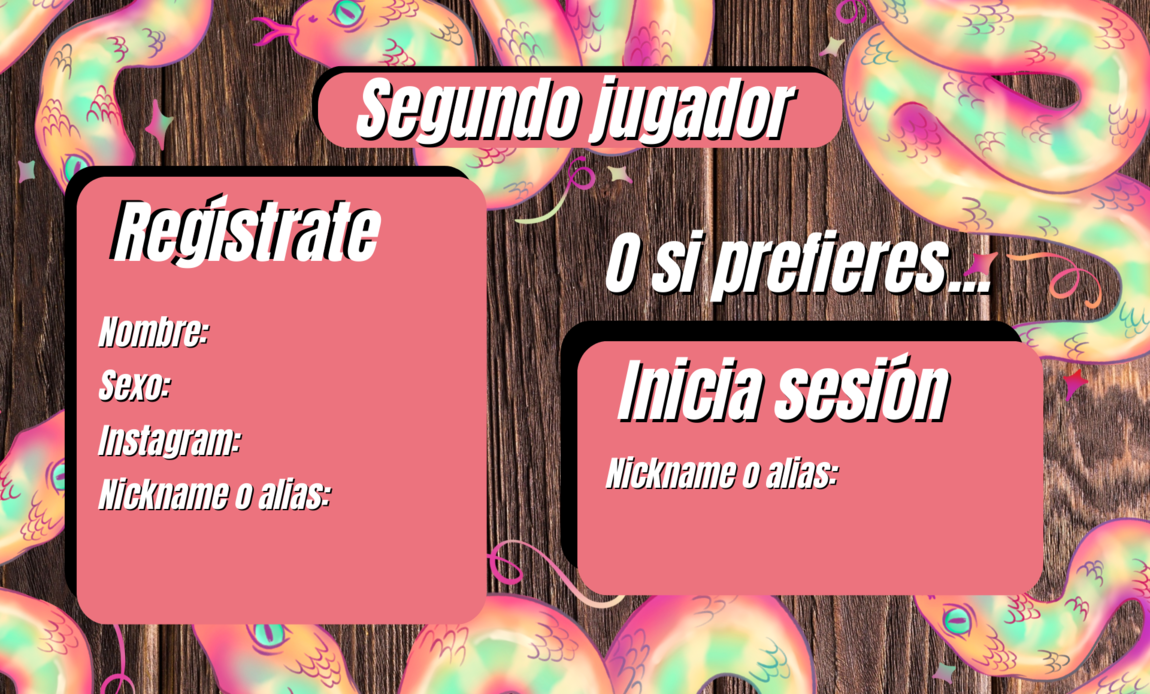 Segundo jugador
Regístrate
Nombre:
Sexo:
Instagram:
Nickname o alias:
O si prefieres...
Inicia sesión
Nickname o alias: